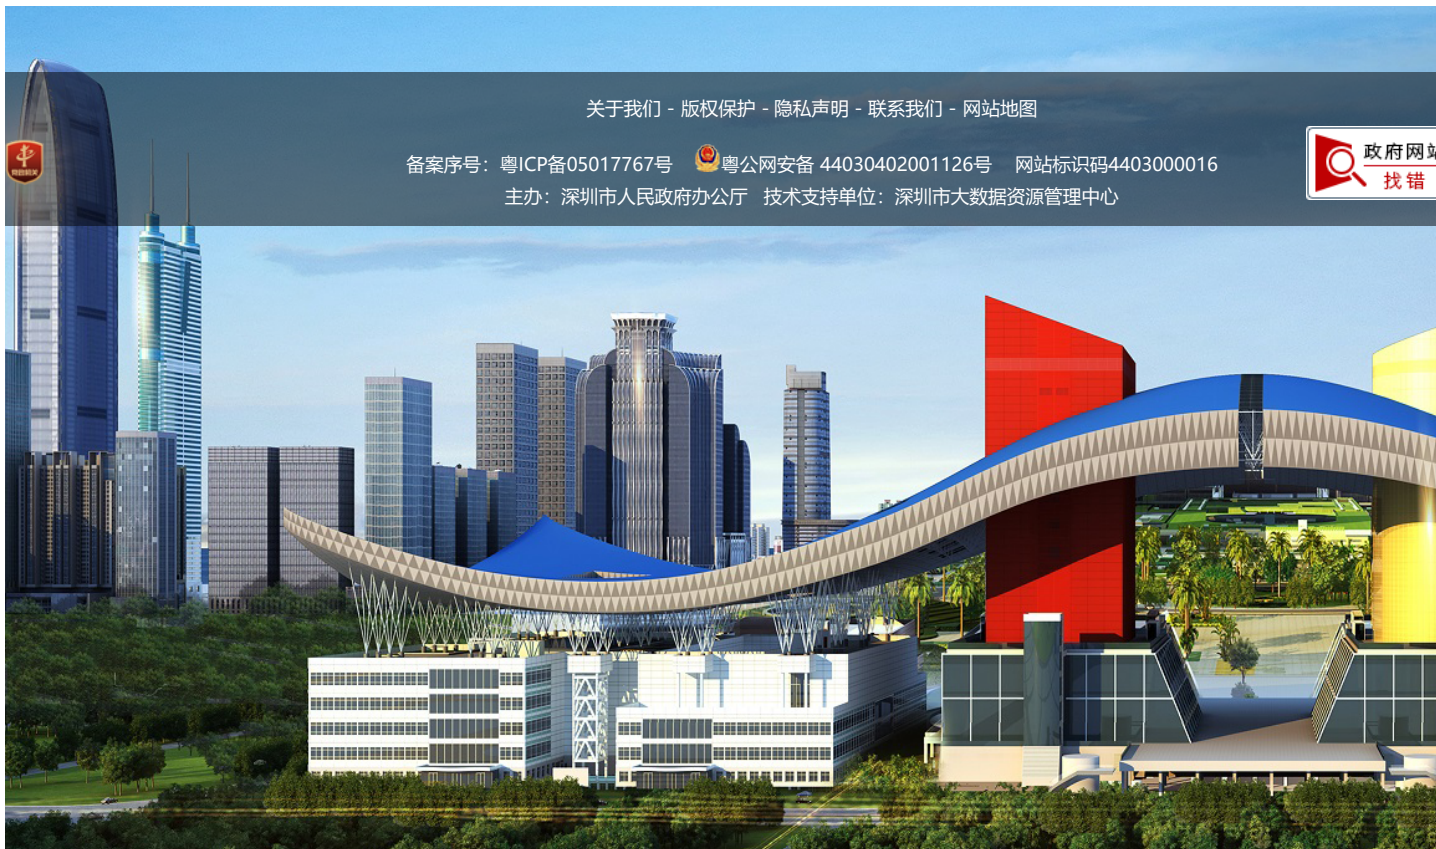 关于我们 - 版权保护 - 隐私声明 - 联系我们 - 网站地图
备案序号：粤ICP备05017767号 粤公网安备 44030402001126号 网站标识码4403000016
主办：深圳市人民政府办公厅 技术支持单位：深圳市大数据资源管理中心
党政机关
政府网站
找错